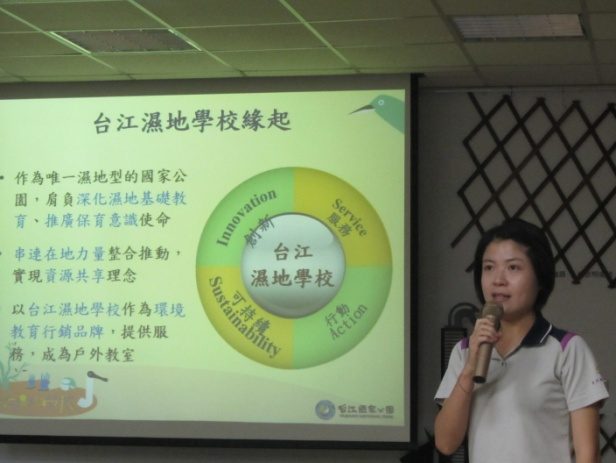 台江濕地學校緣起
• 作為唯一濕地型的國家公
園，肩負深化濕地基礎教
育、推廣保育意識使命
• 串連在地力量整合推動，
實現資源共享理念
以台江濕地學校作為環境
教育行銷品牌，提供服
務，成為戶外教室
Innovation
創新
Service
服務
台江
濕地學校
可持續
Sustainability
行動
Action
台江國家公園